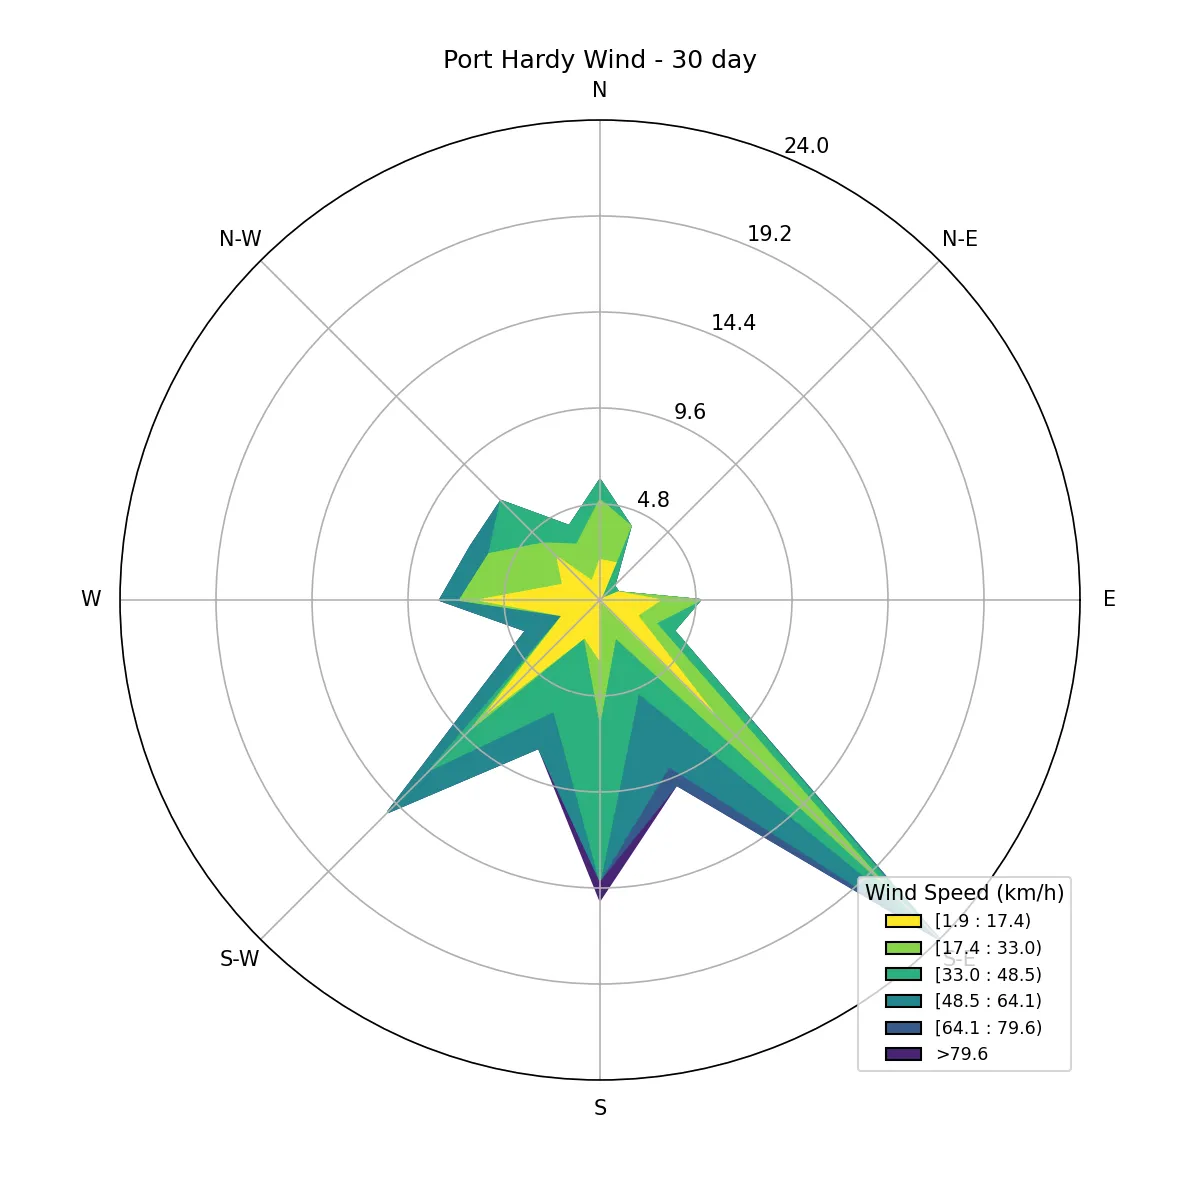 Port Hardy Wind - 30 day
N
24.0
N-W
19.2
N-E
14.4
9.6
4.8
W
E
Wind Speed (km/h)
[1.9 : 17.4)
[17.4 : 33.0)
[33.0 : 48.5)
[48.5 : 64.1)
[64.1 : 79.6)
>79.6
S-W
S-E
S